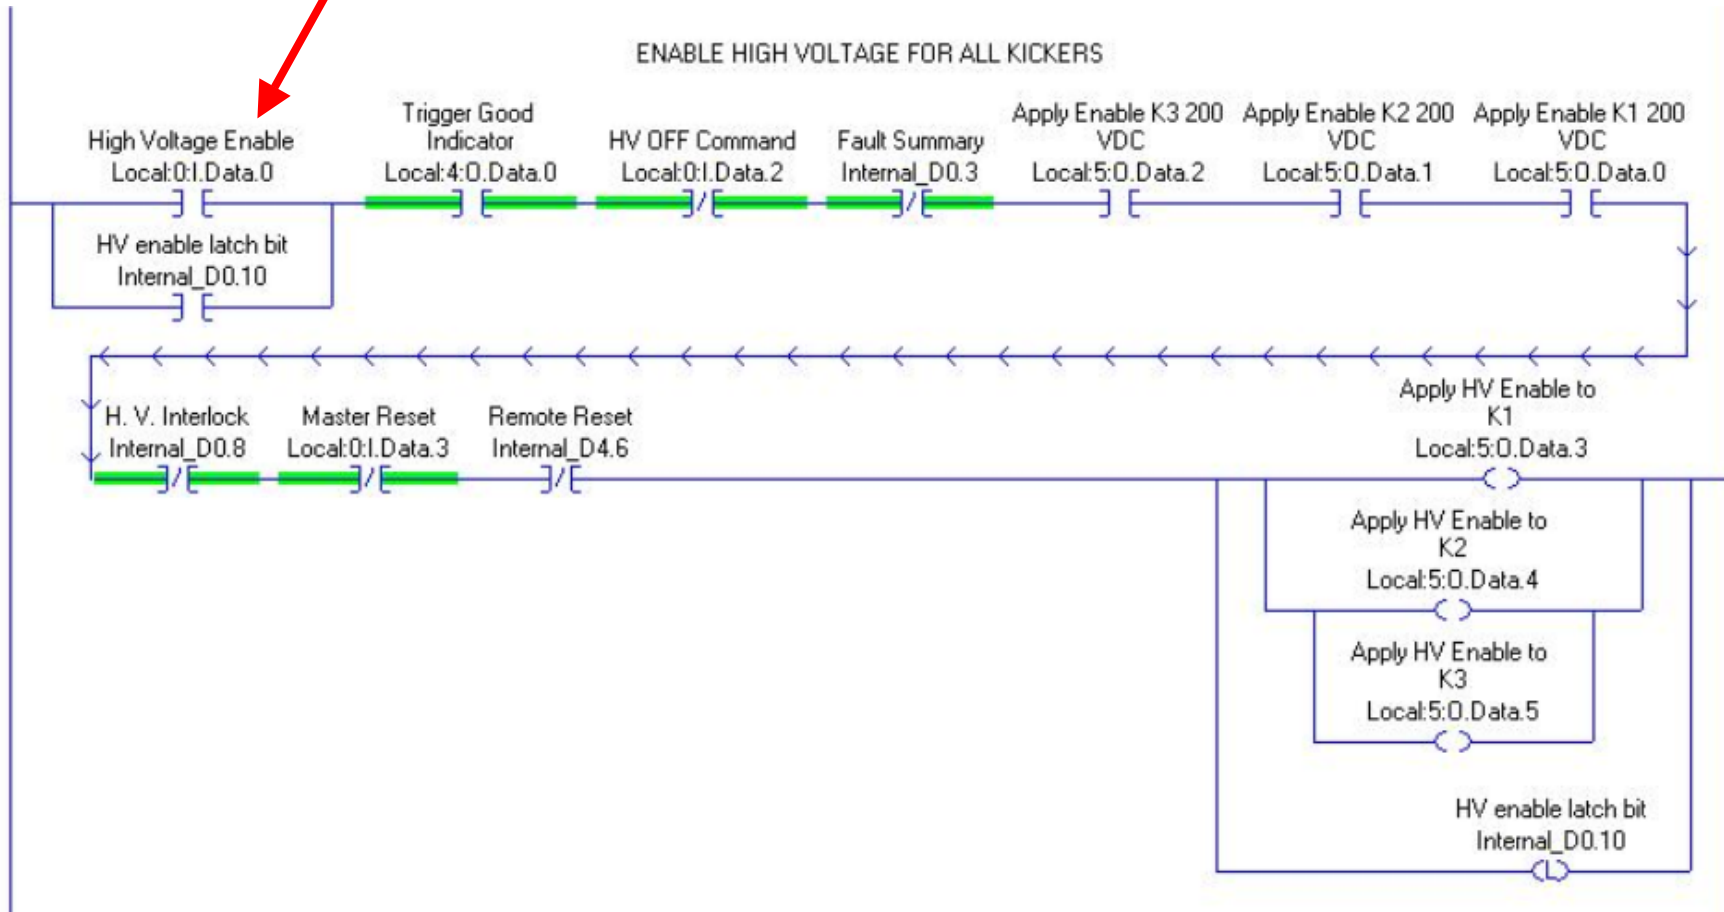 ENABLE HIGH VOLTAGE FOR ALL KICKERS
High Voltage Enable
Local:0:I.Data.0
Trigger Good
Indicator
Local:4:O.Data.0
HV OFF Command
Local:0:I.Data.2
Fault Summary
Internal_D0.3
Apply Enable K3 200
VDC
Local:5:O.Data.2
Apply Enable K2 200
VDC
Local:5:O.Data.1
Apply Enable K1 200
VDC
Local:5:O.Data.0
HV enable latch bit
Internal_D0.10
H. V. Interlock
Internal_D0.8
Master Reset
Local:0:I.Data.3
Remote Reset
Internal_D4.6
Apply HV Enable to
K1
Local:5:O.Data.3
Apply HV Enable to
K2
Local:5:O.Data.4
Apply HV Enable to
K3
Local:5:O.Data.5
HV enable latch bit
Internal_D0.10
L